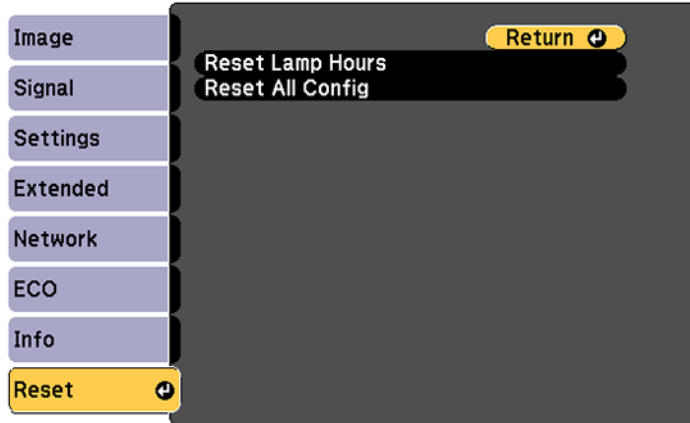 Image
Signal
Settings
Extended
Network
ECO
Info
Reset
Return
Reset Lamp Hours
Reset All Config